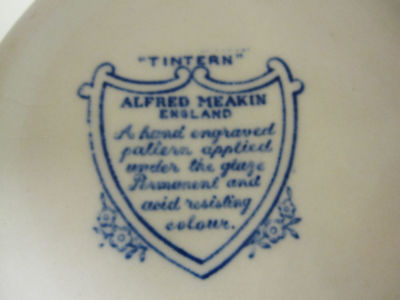 "TINTERN"
ALFRED MEAKIN
ENGLAND
A hand engraved
pattern applied
under the glaze
Permanent and
acid resisting
colour.